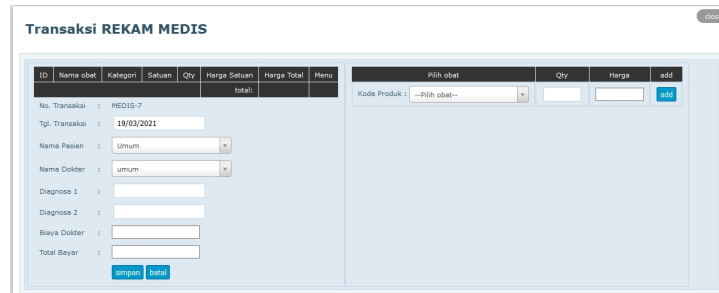 close
Transaksi REKAM MEDIS
ID Nama obat Kategori Satuan Qty Harga Satuan Harga Total Menu
total:
No. Transaksi : MEDIS-7
Tgl. Transaksi : 19/03/2021
Nama Pasien : Umum
Nama Dokter : umum
Diagnosa 1 :
Diagnosa 2 :
Biaya Dokter :
Total Bayar :
simpan batal
Pilih obat Qty Harga add
Kode Produk : --Pilih obat-- add